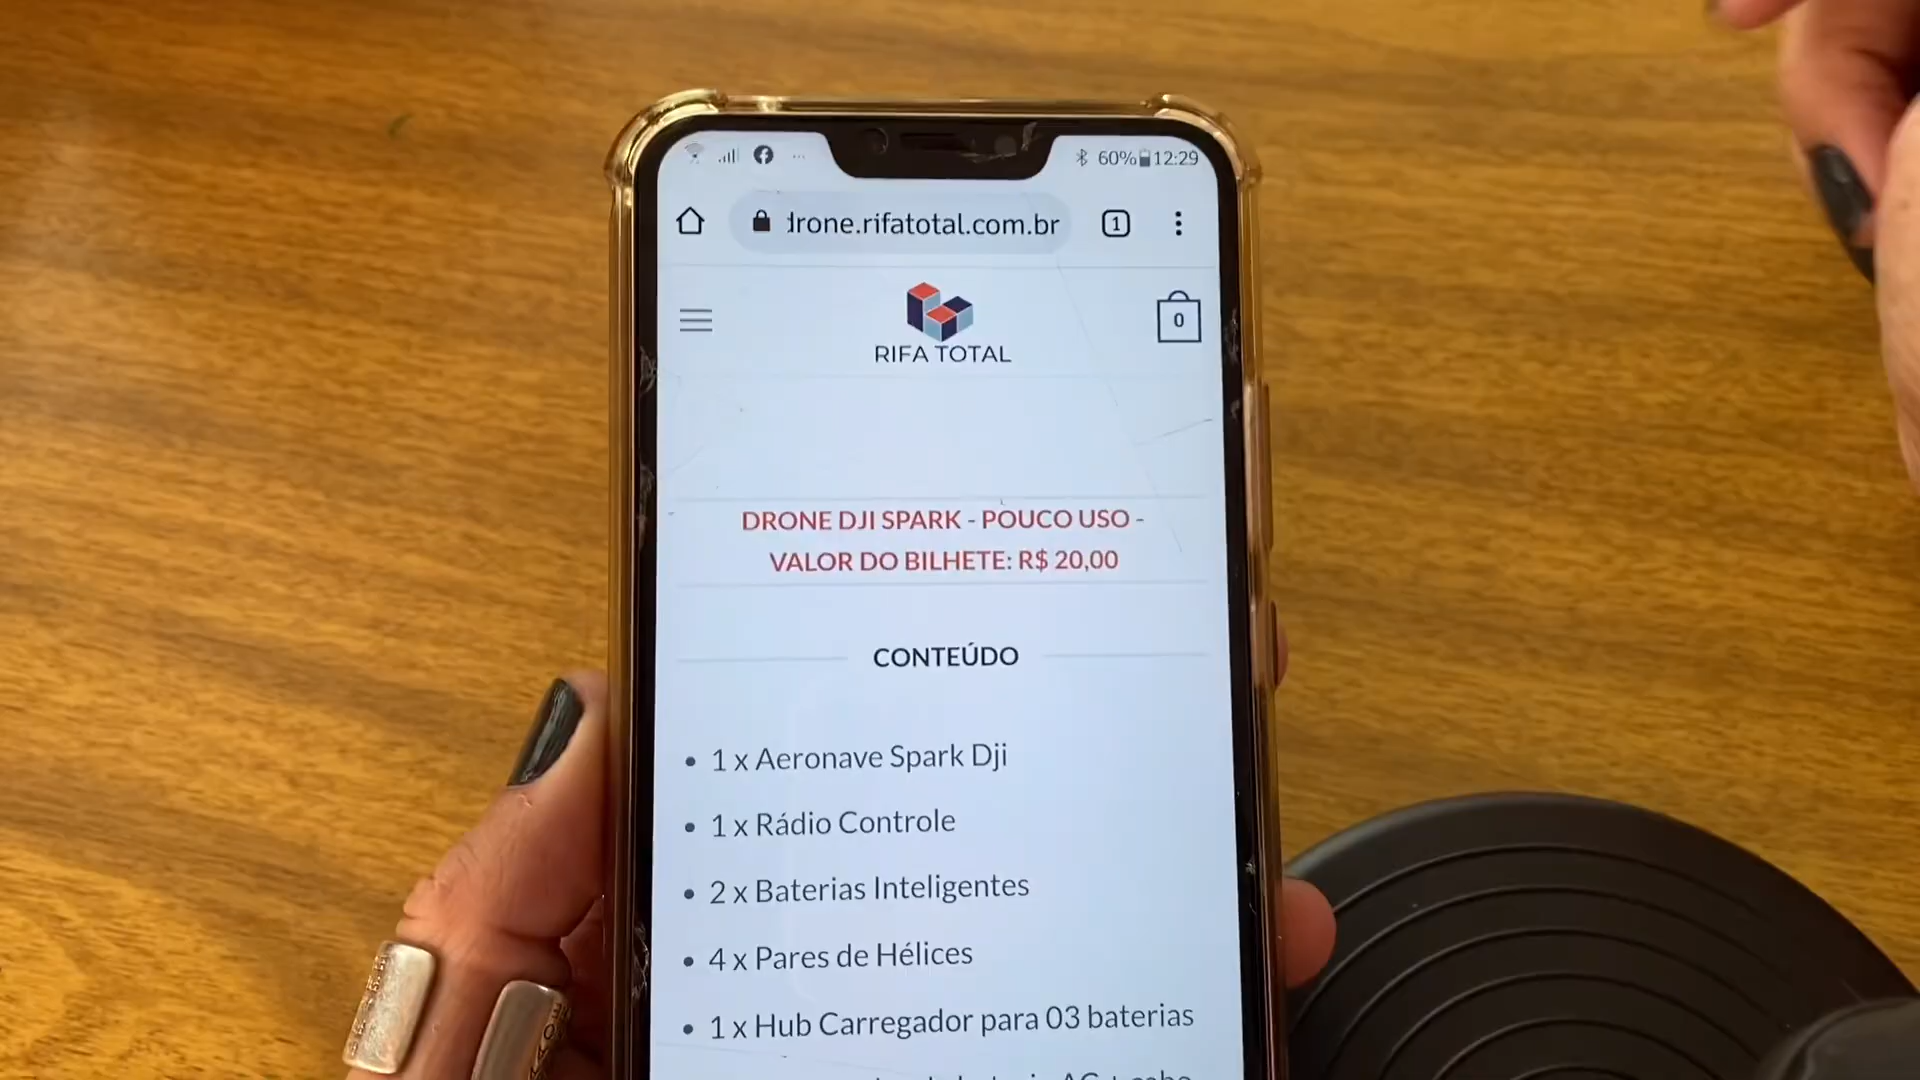 60% 12:29
drone.rifatotal.com.br
1
0
RIFA TOTAL
DRONE DJI SPARK - POUCO USO -
VALOR DO BILHETE: R$ 20,00
CONTEÚDO
• 1 x Aeronave Spark Dji
• 1 x Rádio Controle
• 2 x Baterias Inteligentes
• 4 x Pares de Hélices
• 1 x Hub Carregador para 03 baterias